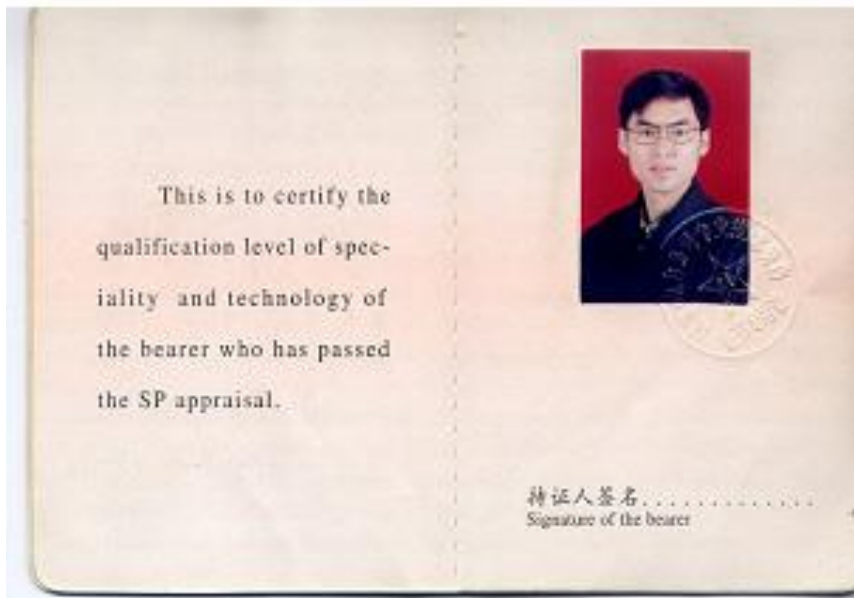 This is to certify the
qualification level of spec-
iality and technology of
the bearer who has passed
the SP appraisal.
持证人签名.............
Signature of the bearer